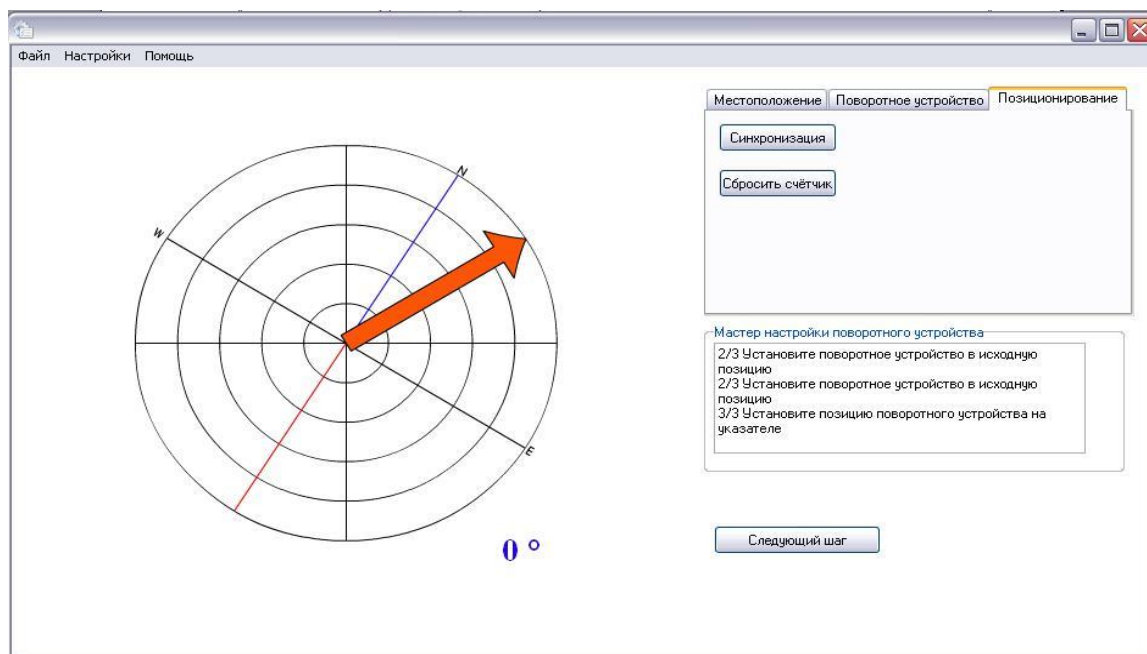 Файл Настройки Помощь
Местоположение Поворотное устройство Позиционирование
Синхронизация
Сбросить счётчик
N
W
E
Мастер настройки поворотного устройства
2/3 Установите поворотное устройство в исходную
позицию
2/3 Установите поворотное устройство в исходную
позицию
3/3 Установите позицию поворотного устройства на
указателе
Следующий шаг
0 °